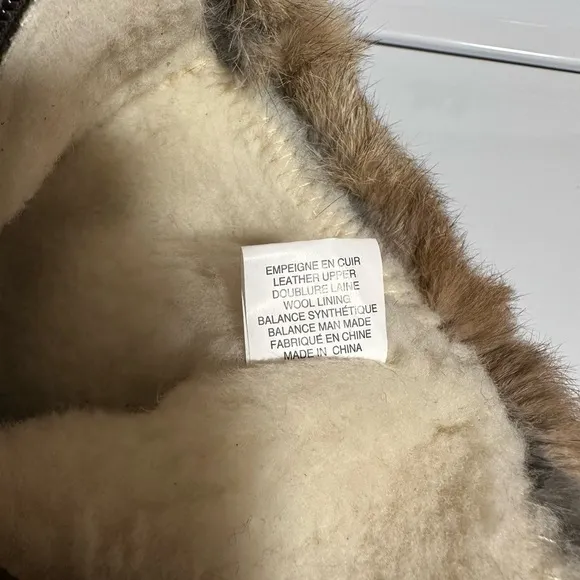 EMPEIGNE EN CUIR
LEATHER UPPER
DOUBLURE LAINE
WOOL LINING
BALANCE SYNTHÉTIQUE
BALANCE MAN MADE
FABRIQUÉ EN CHINE
MADE IN CHINA